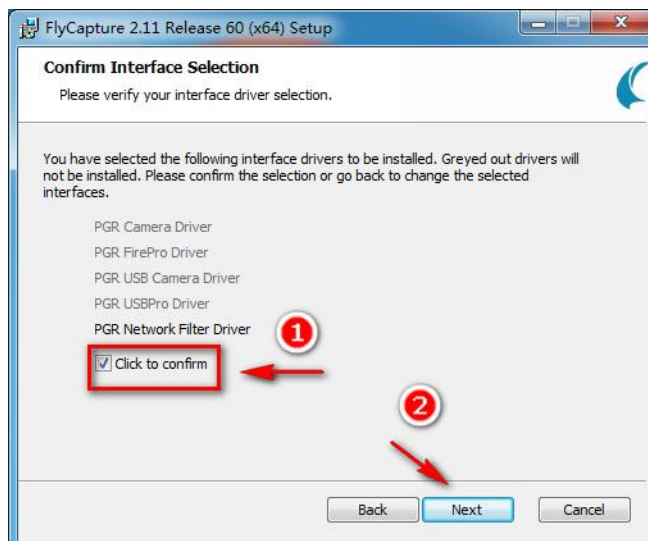 FlyCapture 2.11 Release 60 (x64) Setup
Confirm Interface Selection
Please verify your interface driver selection.
You have selected the following interface drivers to be installed. Greyed out drivers will
not be installed. Please confirm the selection or go back to change the selected
interfaces.
PGR Camera Driver
PGR FirePro Driver
PGR USB Camera Driver
PGR USBPro Driver
PGR Network Filter Driver
1
Click to confirm
2
Back
Next
Cancel